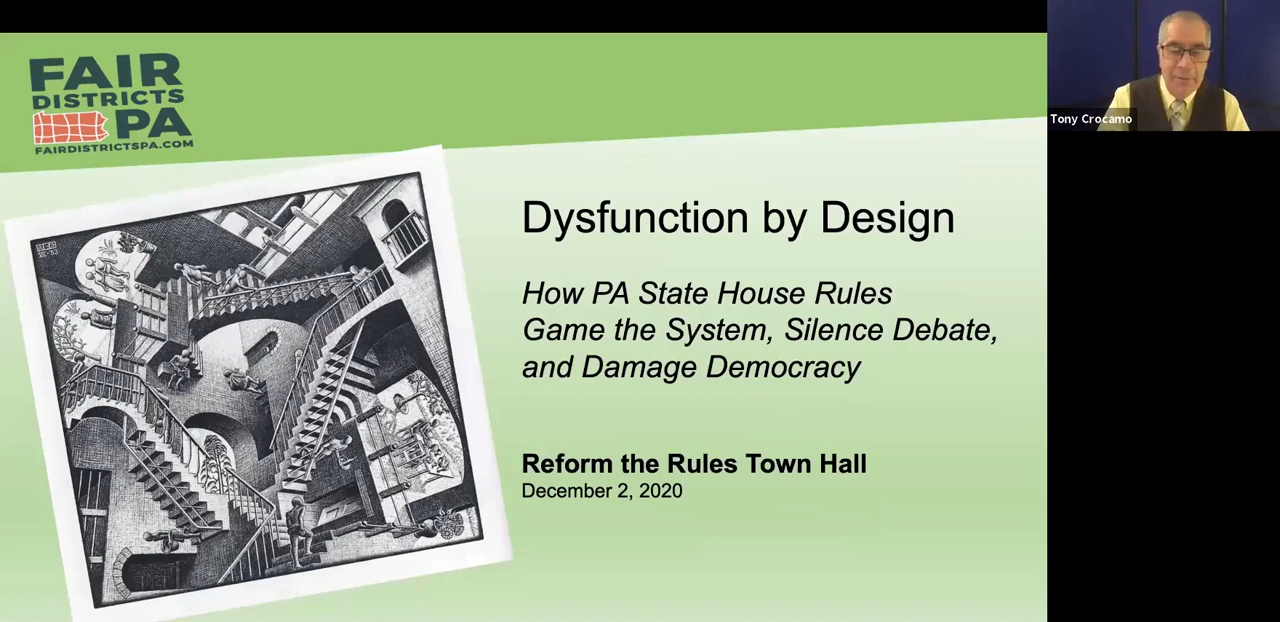 FAIR
DISTRICTS
PA
FAIRDISTRICTSPA.COM
Tony Crocamo
Dysfunction by Design
How PA State House Rules
Game the System, Silence Debate,
and Damage Democracy
Reform the Rules Town Hall
December 2, 2020